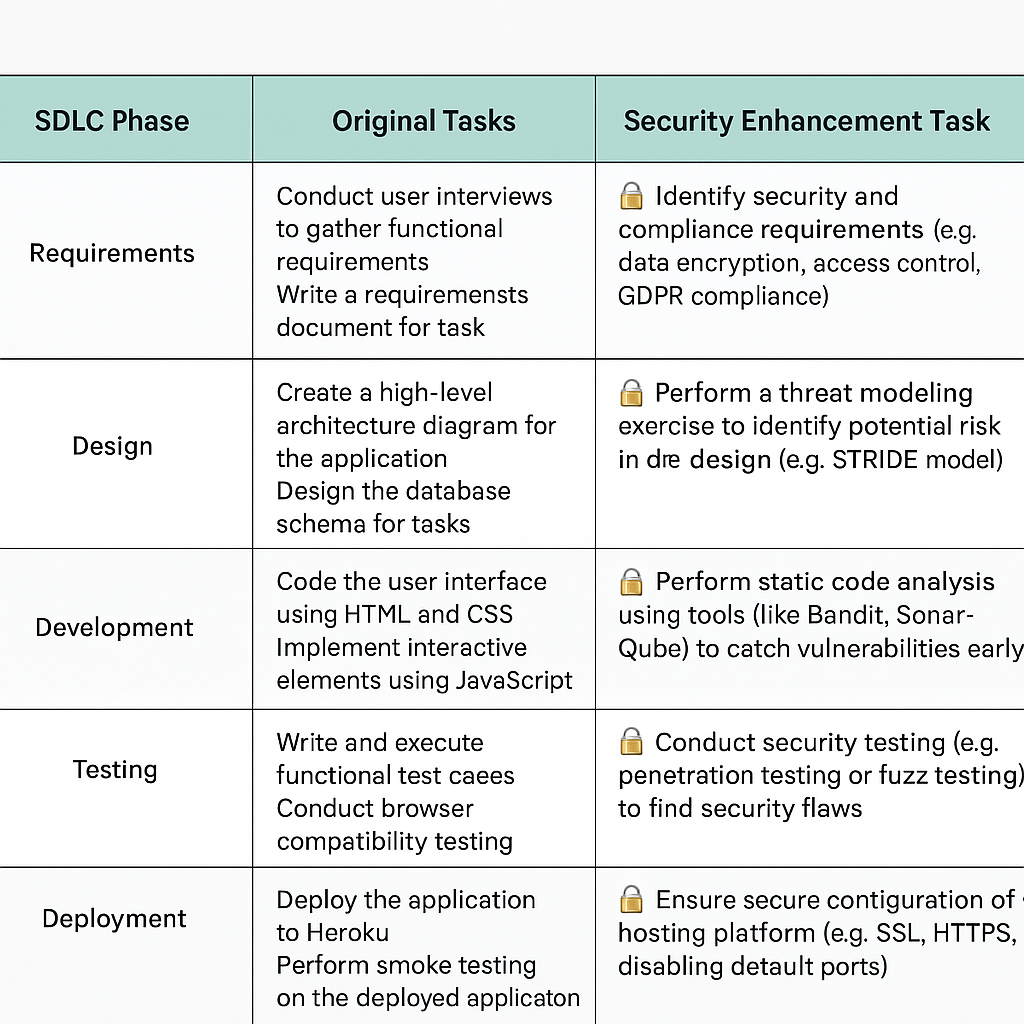 SDLC Phase
Original Tasks
Security Enhancement Task
Requirements
Conduct user interviews
to gather functional
requirements
Write a requiremensts
document for task
🔒 Identify security and
compliance requirements (e.g.
data encryption, access control,
GDPR compliance)
Design
Create a high-level
architecture diagram for
the application
Design the database
schema for tasks
🔒 Perform a threat modeling
exercise to identify potential risk
in dre design (e.g. STRIDE model)
Development
Code the user interface
using HTML and CSS
Implement interactive
elements using JavaScript
🔒 Perform static code analysis
using tools (like Bandit, Sonar-
Qube) to catch vulnerabilities early
Testing
Write and execute
functional test caees
Conduct browser
compatibility testing
🔒 Conduct security testing (e.g.
penetration testing or fuzz testing)
to find security flaws
Deployment
Deploy the application
to Heroku
Perform smoke testing
on the deployed applicaton
🔒 Ensure secure contiguration of
hosting platform (e.g. SSL, HTTPS,
disabling detault ports)